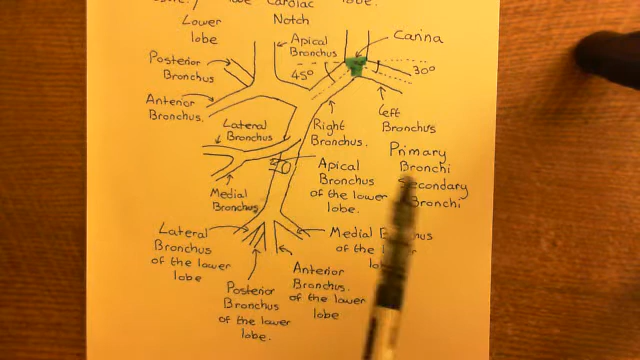 lobe
Cardiac
lobe.
Lower
lobe
Notch
Apical
Bronchus
Carina
Posterior
Bronchus
45°
30°
Anterior
Bronchus.
Left
Bronchus
Lateral
Bronchus
Right
Bronchus.
Primary
Bronchi
Secondary
Bronchi
Apical
Bronchus
of the lower
lobe.
Medial
Bronchus
Lateral
Bronchus
of the lower
lobe
Medial
of the lower
Anterior
Bronchus.
of the lower
lobe
Posterior
Bronchus
of the lower
lobe.